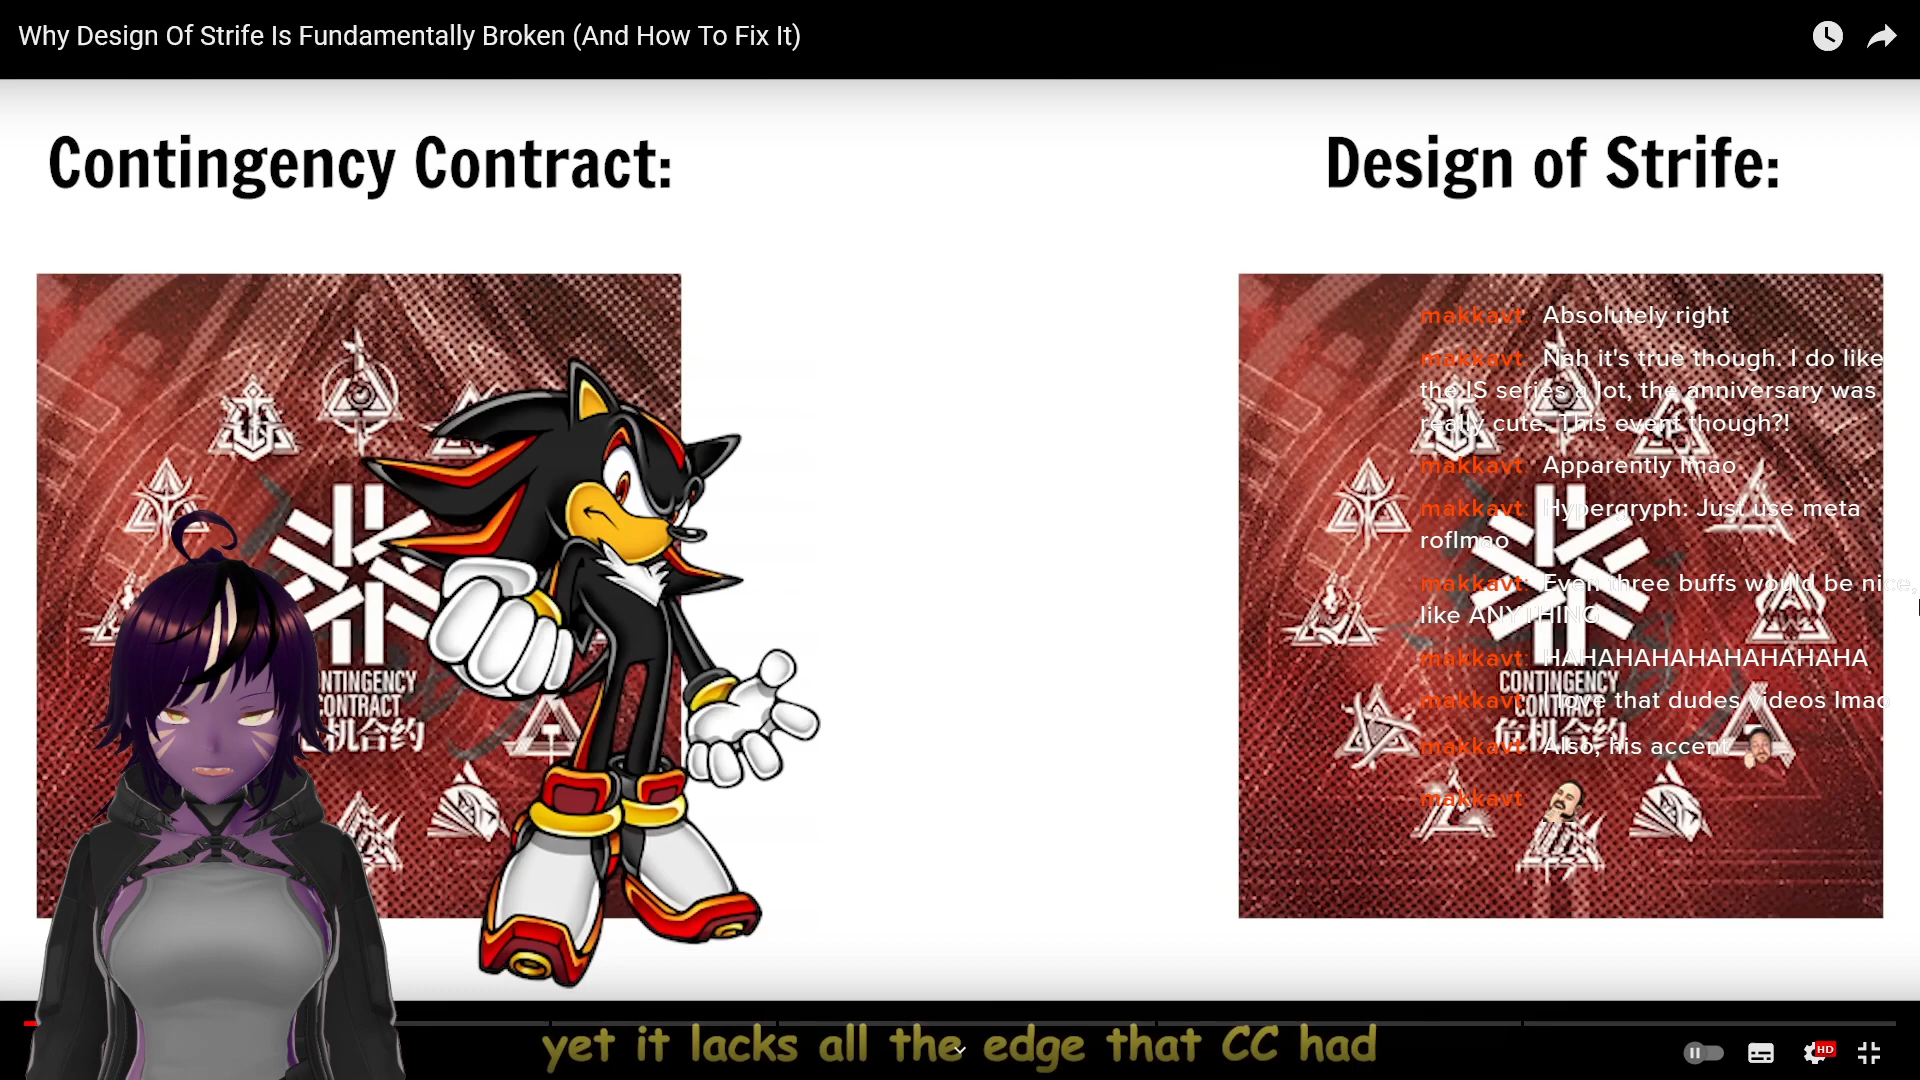 Why Design Of Strife Is Fundamentally Broken (And How To Fix It)
Contingency Contract:
Design of Strife:
NTINGENCY
CONTRACT
机合约
makkavt: Absolutely right
makkavt: Nah it's true though. I do like
the IS series a lot, the anniversary was
really cute. This event though?!
makkavt: Apparently lmao
makkavt: Hypergryph: Just use meta
roflmao
makkavt: Even three buffs would be nice,
like ANYTHING
makkavt: HAHAHAHAHAHAHAHAHA
CONTINGENCY
CONTRACT
makkavt: I love that dudes videos lmao
危机合约
makkavt: Also, his accent
makkavt:
yet it lacks all the edge that CC had
HD